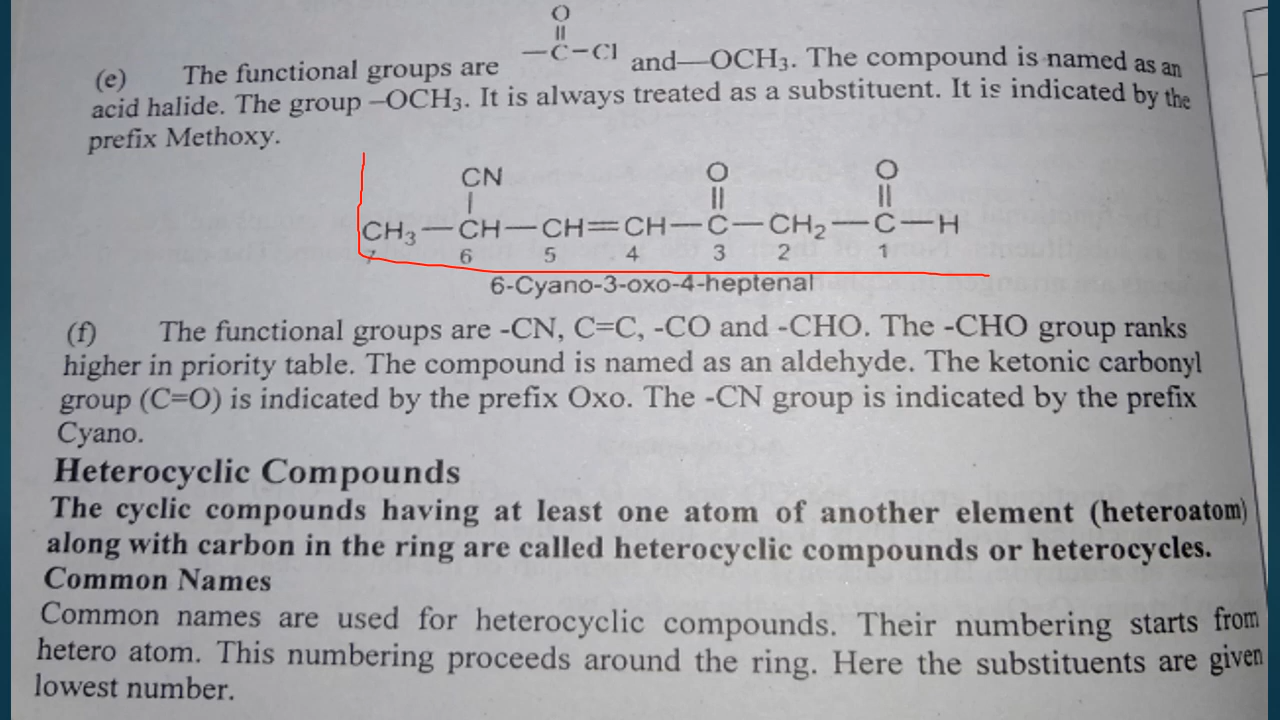 O
||
—C–Cl
(e) The functional groups are and—OCH₃. The compound is named as an
acid halide. The group –OCH₃. It is always treated as a substituent. It is indicated by the
prefix Methoxy.
CN O O
| || ||
CH₃—CH—CH=CH—C—CH₂—C—H
7 6 5 4 3 2 1
6-Cyano-3-oxo-4-heptenal
(f) The functional groups are -CN, C=C, -CO and -CHO. The -CHO group ranks
higher in priority table. The compound is named as an aldehyde. The ketonic carbonyl
group (C=O) is indicated by the prefix Oxo. The -CN group is indicated by the prefix
Cyano.
Heterocyclic Compounds
The cyclic compounds having at least one atom of another element (heteroatom)
along with carbon in the ring are called heterocyclic compounds or heterocycles.
Common Names
Common names are used for heterocyclic compounds. Their numbering starts from
hetero atom. This numbering proceeds around the ring. Here the substituents are given
lowest number.